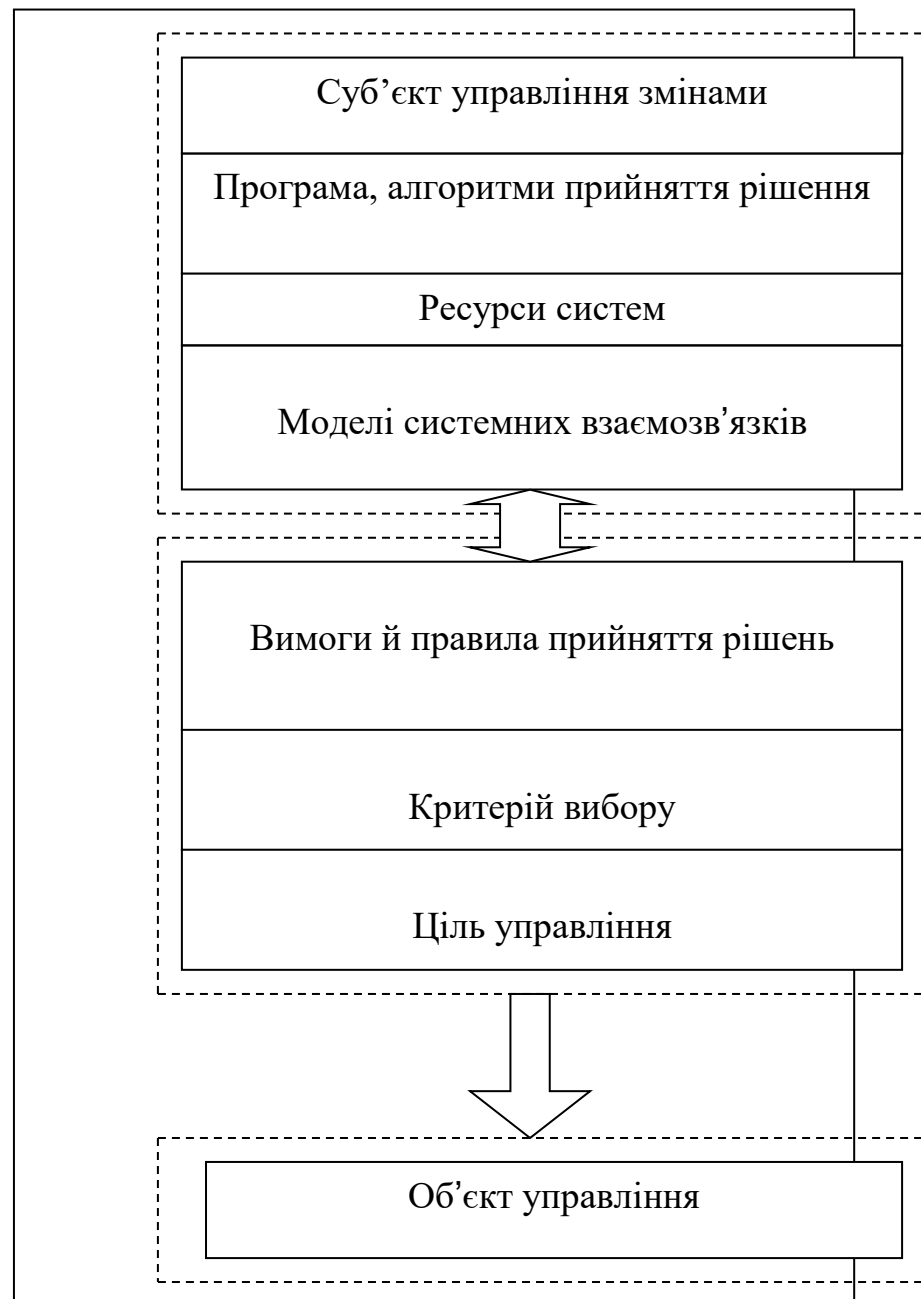 Суб’єкт управління змінами
Програма, алгоритми прийняття рішення
Ресурси систем
Моделі системних взаємозв’язків
Вимоги й правила прийняття рішень
Критерій вибору
Ціль управління
Об’єкт управління